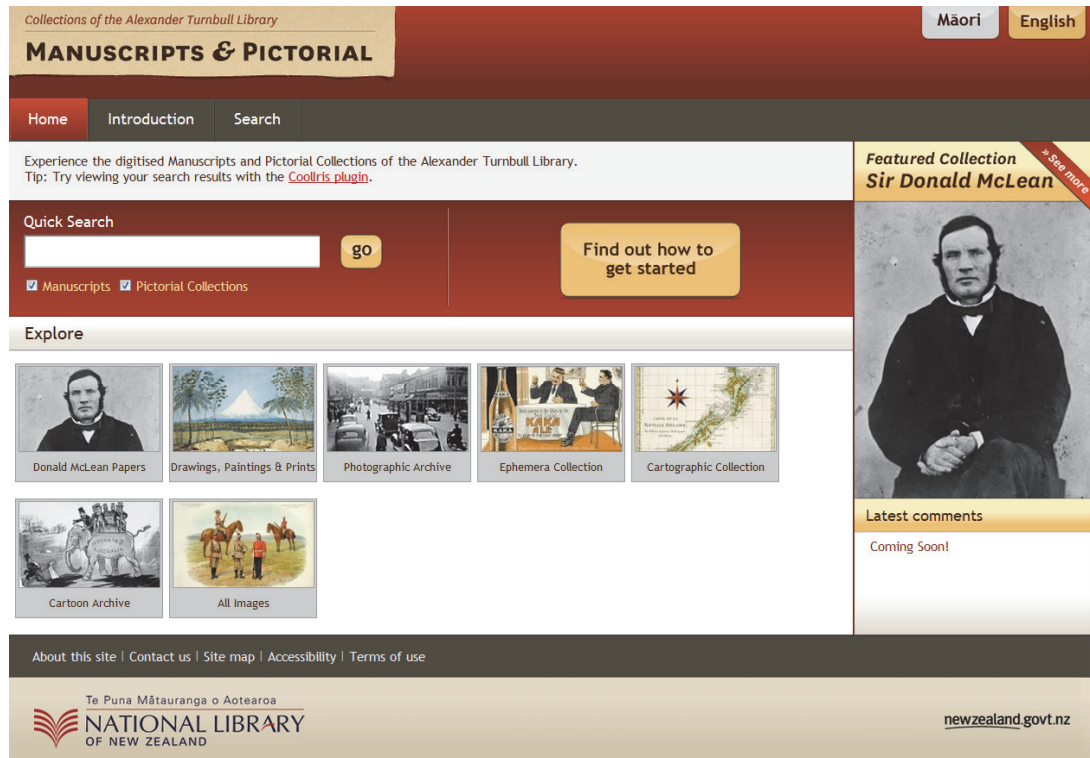 Collections of the Alexander Turnbull Library
MANUSCRIPTS & PICTORIAL
Māori
English
Home
Introduction
Search
Experience the digitised Manuscripts and Pictorial Collections of the Alexander Turnbull Library.
Tip: Try viewing your search results with the CoolIris plugin.
Featured Collection
Sir Donald McLean
» See more
Quick Search
go
Find out how to
get started
Manuscripts
Pictorial Collections
Explore
KAKA
KAKA
ALE
Donald McLean Papers
Drawings, Paintings & Prints
Photographic Archive
Ephemera Collection
Cartographic Collection
Cartoon Archive
All Images
Latest comments
Coming Soon!
About this site | Contact us | Site map | Accessibility | Terms of use
Te Puna Mātauranga o Aotearoa
NATIONAL LIBRARY
OF NEW ZEALAND
newzealand.govt.nz